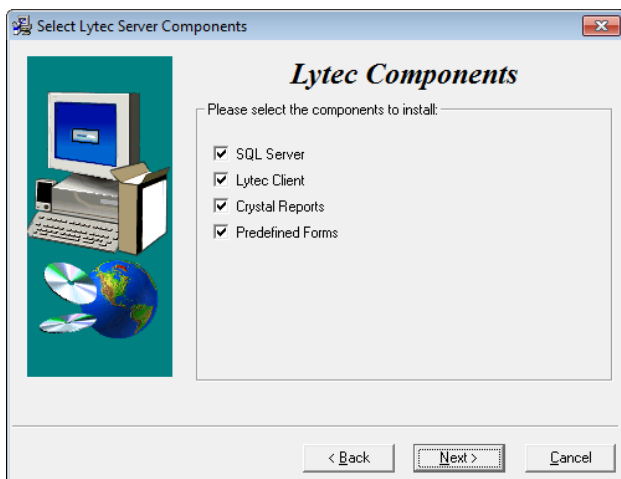 Select Lytec Server Components
Lytec Components
Please select the components to install:
SQL Server
Lytec Client
Crystal Reports
Predefined Forms
< Back
Next >
Cancel